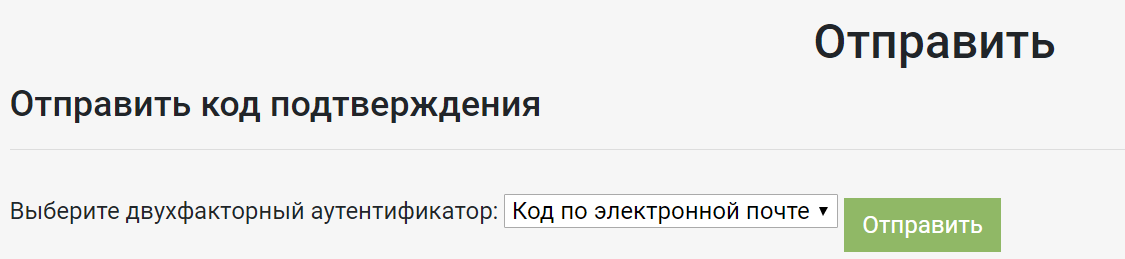 Отправить
Отправить код подтверждения
Выберите двухфакторный аутентификатор: Код по электронной почте Отправить